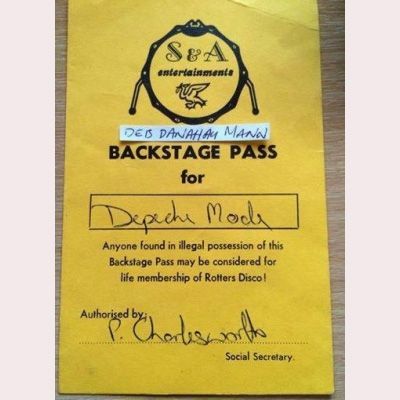 S & A
entertainments
DEB DANAHAY MANN
BACKSTAGE PASS
for
Depeche Mode
Anyone found in illegal possession of this
Backstage Pass may be considered for
life membership of Rotters Disco!
Authorised by:
P. Charlesworth
Social Secretary.